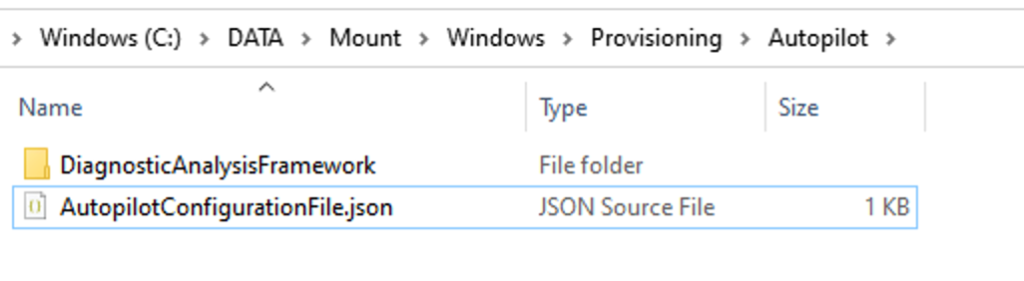 Windows (C:) > DATA > Mount > Windows > Provisioning > Autopilot >
Name Type Size
DiagnosticAnalysisFramework File folder
AutopilotConfigurationFile.json JSON Source File 1 KB